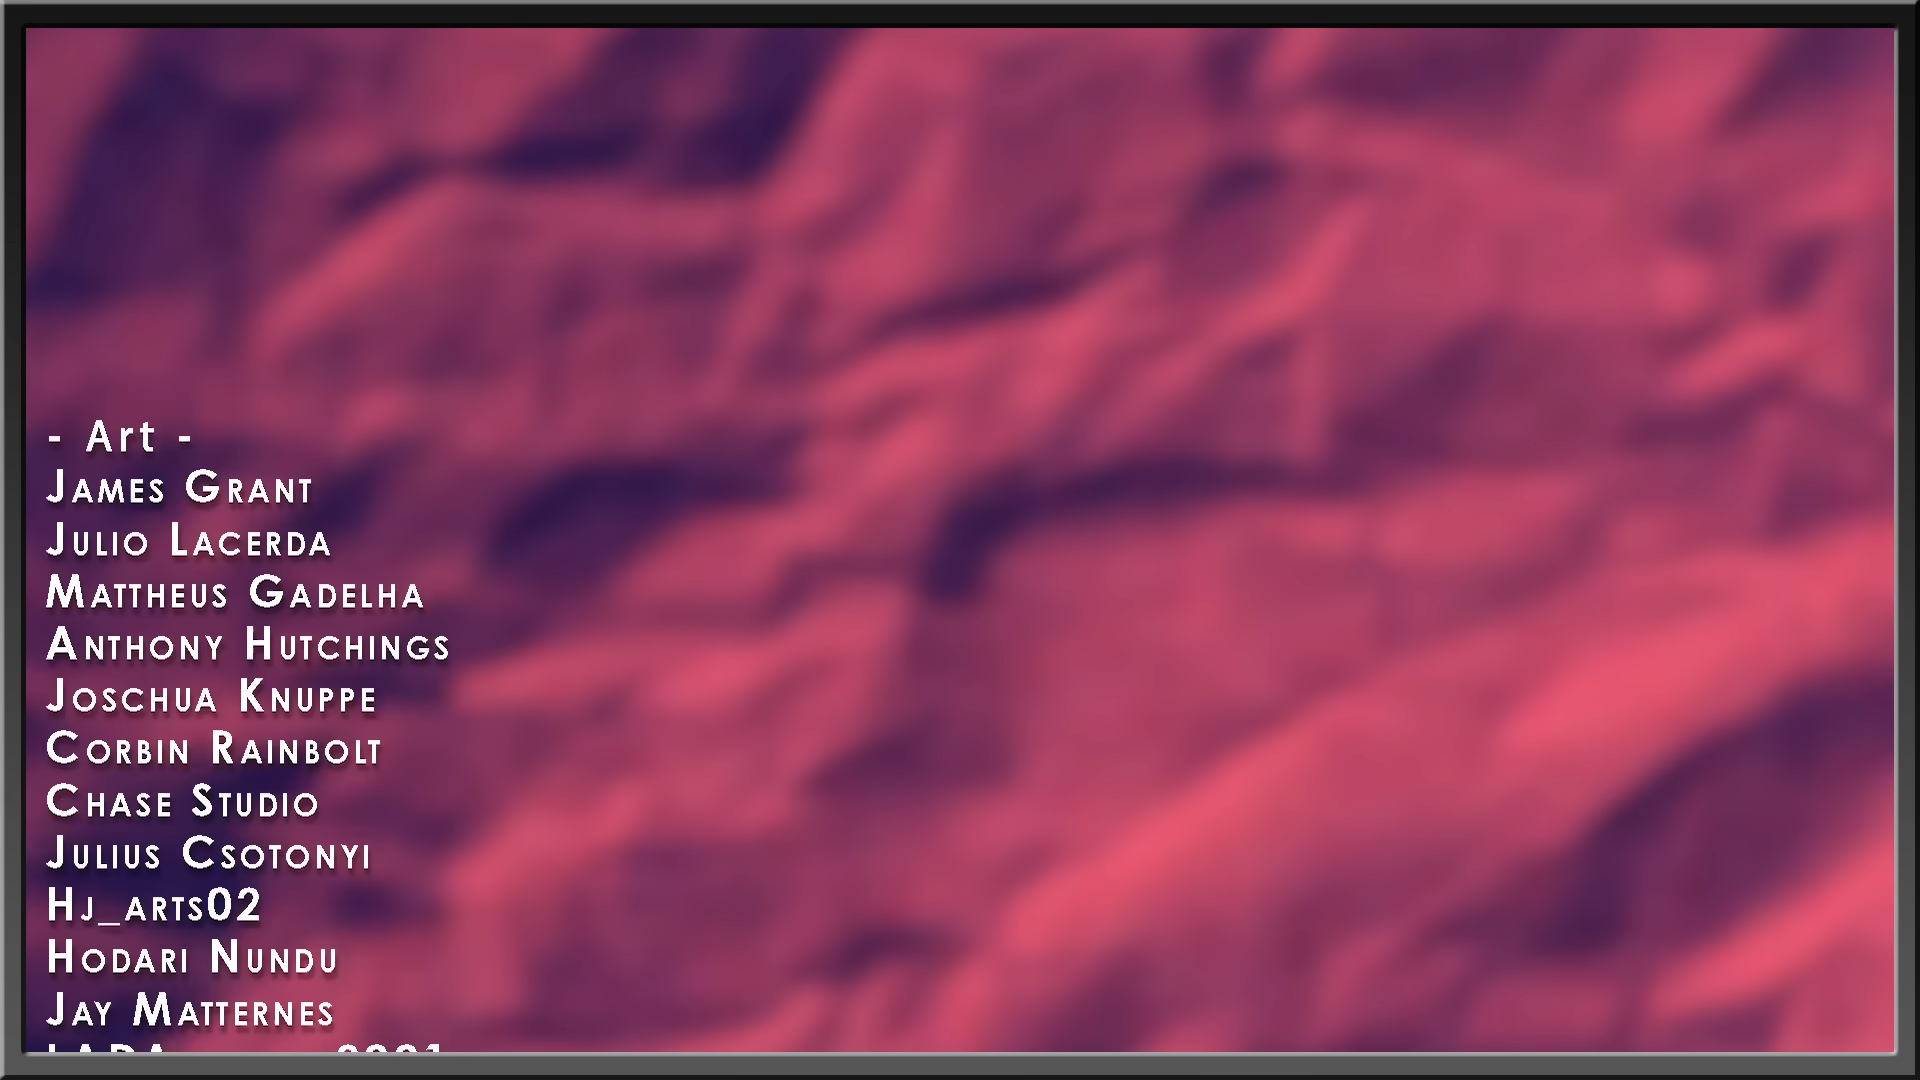 - Art -
James Grant
Julio Lacerda
Mattheus Gadelha
Anthony Hutchings
Joschua Knuppe
Corbin Rainbolt
Chase Studio
Julius Csotonyi
Hj_arts02
Hodari Nundu
Jay Matternes